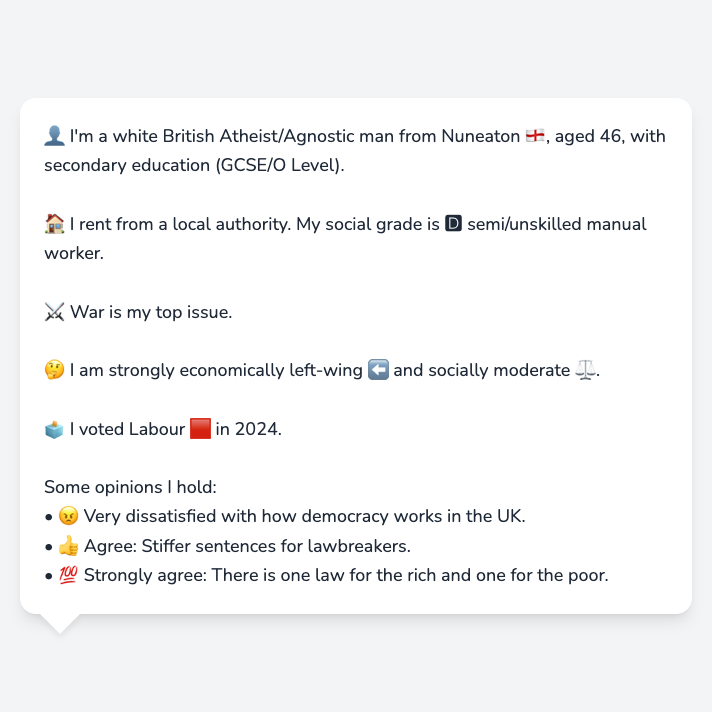 👤 I'm a white British Atheist/Agnostic man from Nuneaton 🏴󠁧󠁢󠁥󠁮󠁧󠁿, aged 46, with
secondary education (GCSE/O Level).
🏠 I rent from a local authority. My social grade is 🅳 semi/unskilled manual
worker.
⚔️ War is my top issue.
🤔 I am strongly economically left-wing ⬅️ and socially moderate ⚖️.
🗳️ I voted Labour 🟥 in 2024.
Some opinions I hold:
• 😠 Very dissatisfied with how democracy works in the UK.
• 👍 Agree: Stiffer sentences for lawbreakers.
• 💯 Strongly agree: There is one law for the rich and one for the poor.